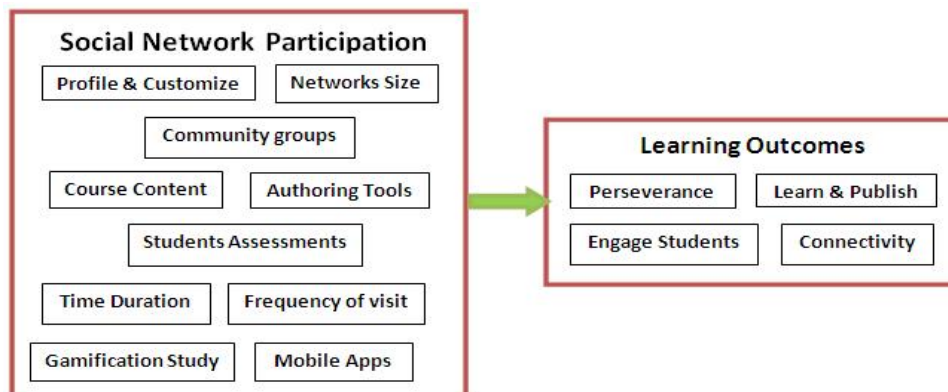 Social Network Participation
Profile & Customize
Networks Size
Community groups
Course Content
Authoring Tools
Students Assessments
Time Duration
Frequency of visit
Gamification Study
Mobile Apps
Learning Outcomes
Perseverance
Learn & Publish
Engage Students
Connectivity